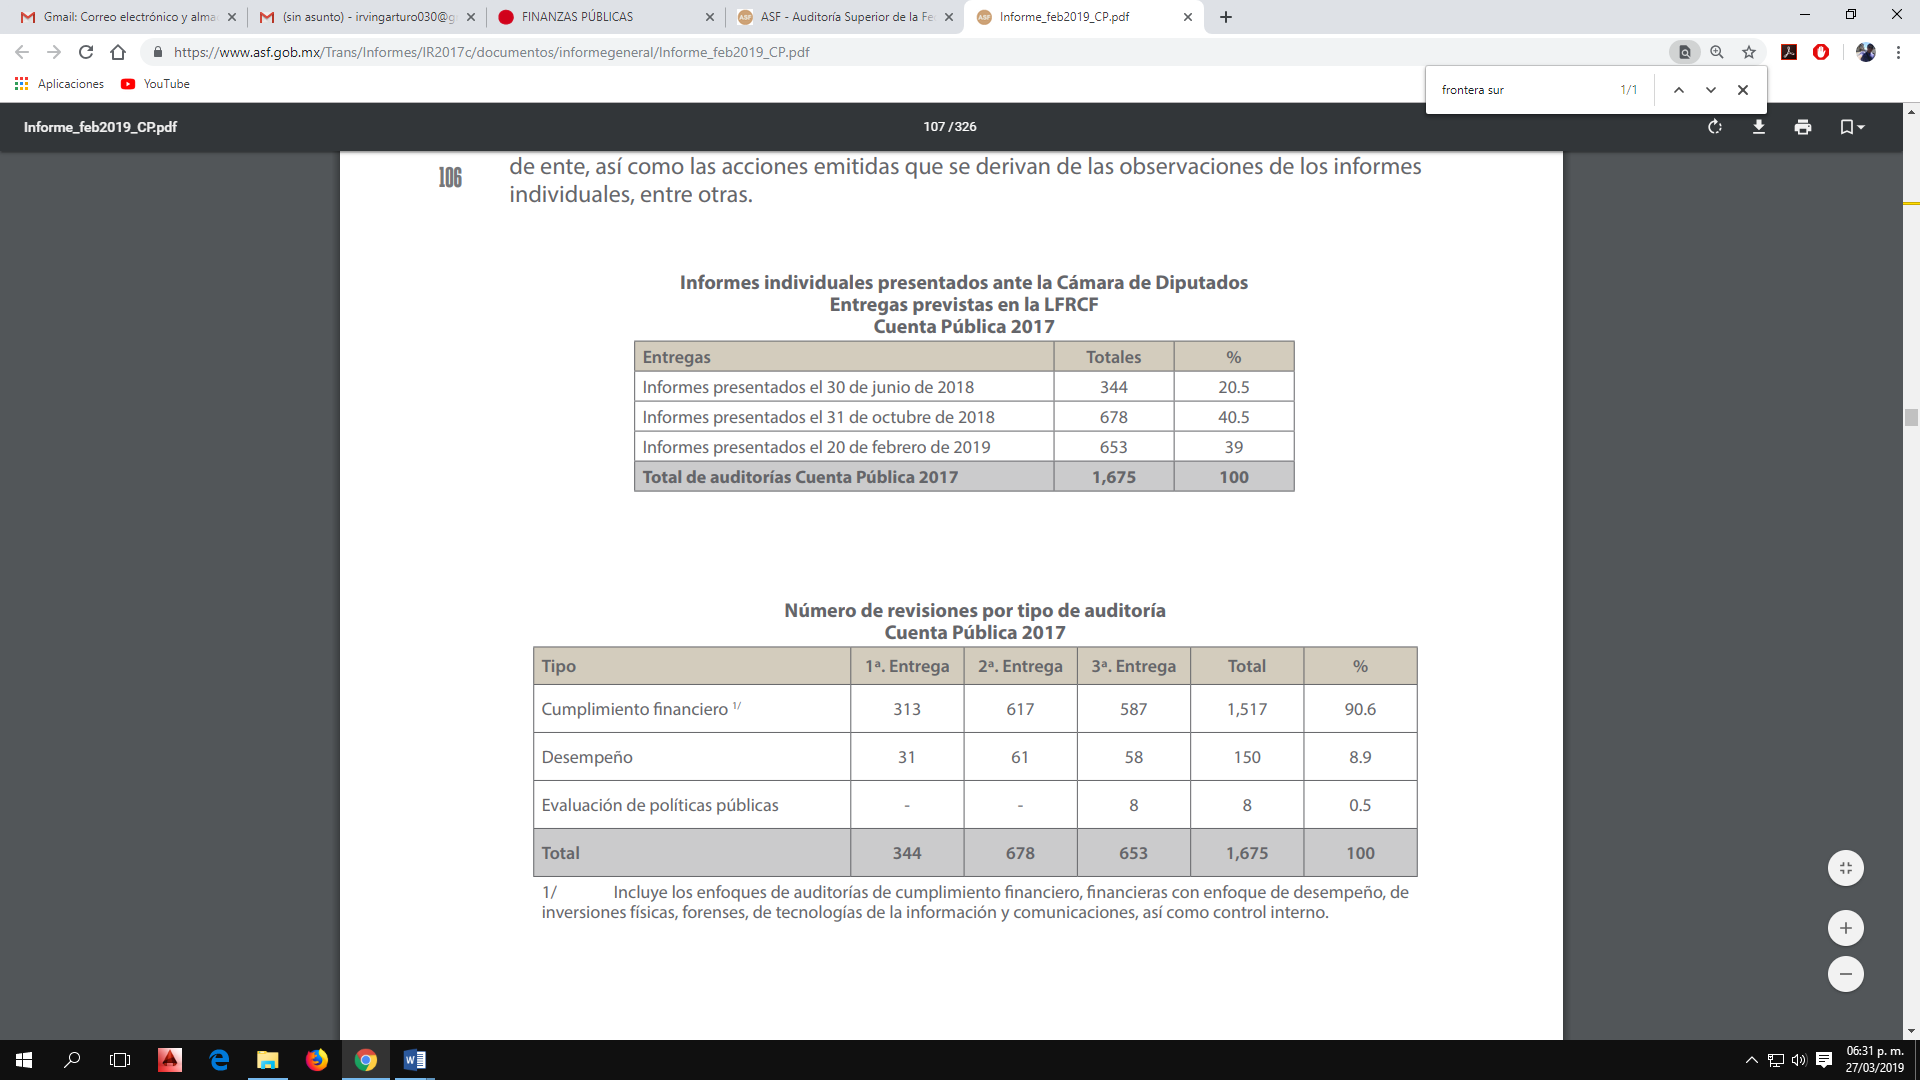 Gmail: Correo electrónico y alma
(sin asunto) - irvingarturo030@g
FINANZAS PÚBLICAS
ASF - Auditoría Superior de la Fe
Informe_feb2019_CP.pdf
https://www.asf.gob.mx/Trans/Informes/IR2017c/documentos/informegeneral/Informe_feb2019_CP.pdf
Aplicaciones
YouTube
frontera sur 1/1
Informe_feb2019_CP.pdf
107 /326
106
de ente, así como las acciones emitidas que se derivan de las observaciones de los informes
individuales, entre otras.
Informes individuales presentados ante la Cámara de Diputados
Entregas previstas en la LFRCF
Cuenta Pública 2017
Entregas Totales %
Informes presentados el 30 de junio de 2018 344 20.5
Informes presentados el 31 de octubre de 2018 678 40.5
Informes presentados el 20 de febrero de 2019 653 39
Total de auditorías Cuenta Pública 2017 1,675 100
Número de revisiones por tipo de auditoría
Cuenta Pública 2017
Tipo 1ª. Entrega 2ª. Entrega 3ª. Entrega Total %
Cumplimiento financiero 1/ 313 617 587 1,517 90.6
Desempeño 31 61 58 150 8.9
Evaluación de políticas públicas - - 8 8 0.5
Total 344 678 653 1,675 100
1/ Incluye los enfoques de auditorías de cumplimiento financiero, financieras con enfoque de desempeño, de
inversiones físicas, forenses, de tecnologías de la información y comunicaciones, así como control interno.
06:31 p. m.
27/03/2019